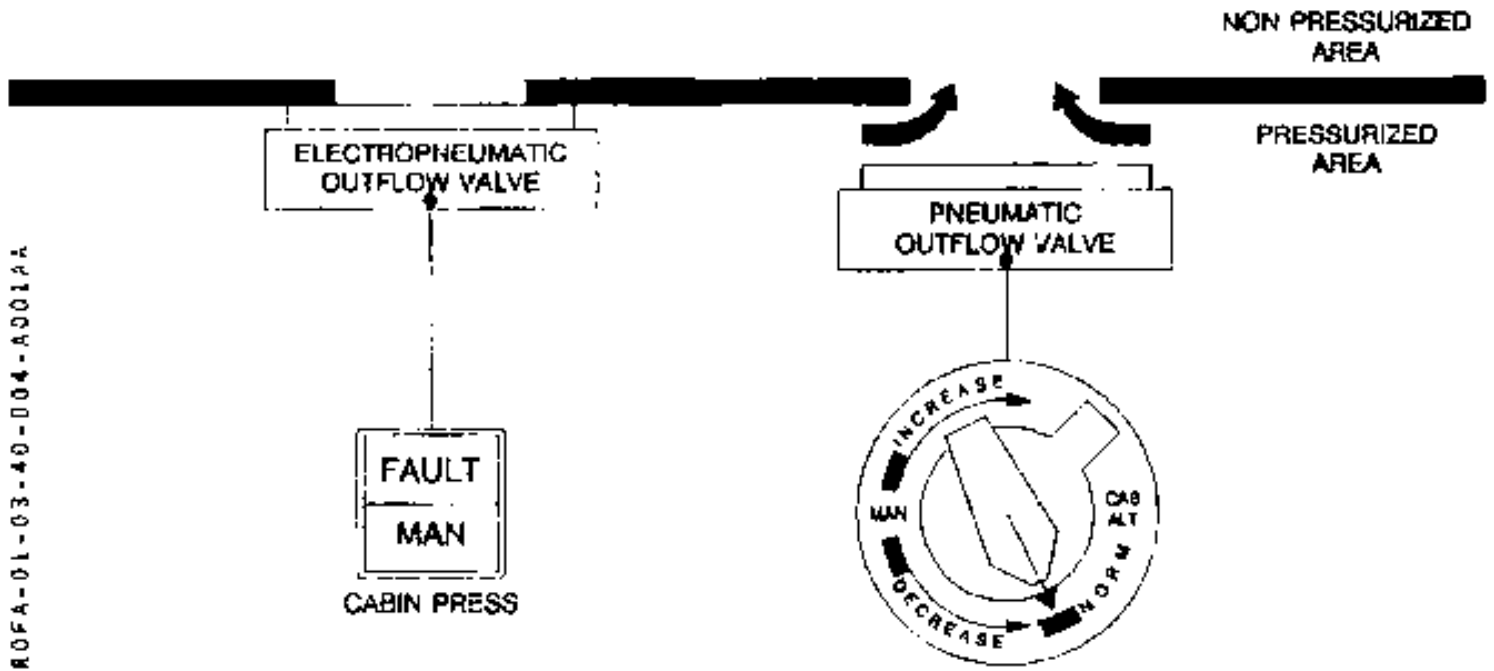 NON PRESSURIZED
AREA
PRESSURIZED
AREA
ELECTROPNEUMATIC
OUTFLOW VALVE
PNEUMATIC
OUTFLOW VALVE
FAULT
MAN
CABIN PRESS
INCREASE
MAN
DECREASE
CAB
ALT
NORM